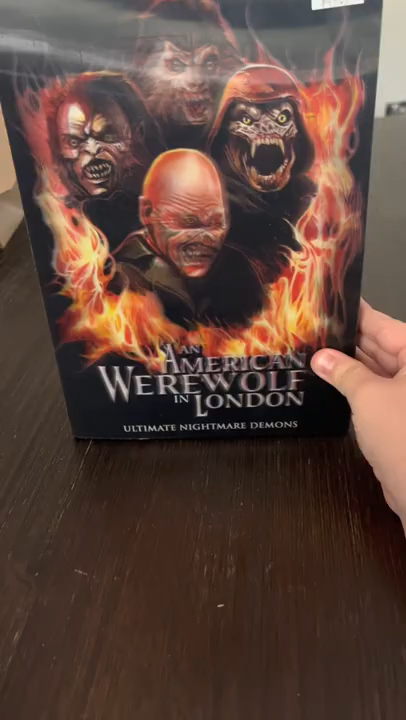 AN
AMERICAN
WEREWOLF
IN LONDON
ULTIMATE NIGHTMARE DEMONS